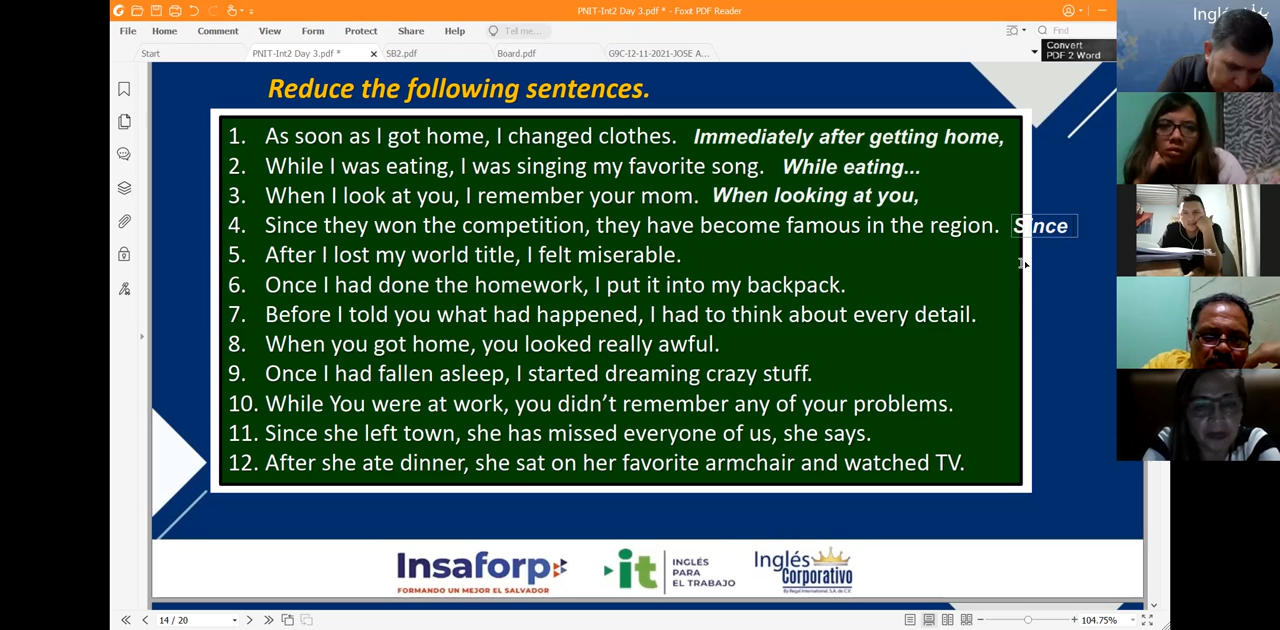 PNIT-Int2 Day 3.pdf * - Foxit PDF Reader
File Home Comment View Form Protect Share Help Tell me... Find
Start PNIT-Int2 Day 3.pdf * SB2.pdf Board.pdf G9C-I2-11-2021-JOSE A...
Convert
PDF 2 Word
Inglés
Reduce the following sentences.
1. As soon as I got home, I changed clothes. Immediately after getting home,
2. While I was eating, I was singing my favorite song. While eating...
3. When I look at you, I remember your mom. When looking at you,
4. Since they won the competition, they have become famous in the region. Since
5. After I lost my world title, I felt miserable.
6. Once I had done the homework, I put it into my backpack.
7. Before I told you what had happened, I had to think about every detail.
8. When you got home, you looked really awful.
9. Once I had fallen asleep, I started dreaming crazy stuff.
10. While You were at work, you didn’t remember any of your problems.
11. Since she left town, she has missed everyone of us, she says.
12. After she ate dinner, she sat on her favorite armchair and watched TV.
Insaforp
FORMANDO UN MEJOR EL SALVADOR
it
INGLÉS
PARA
EL TRABAJO
Inglés
Corporativo
By Regal International, S.A. de C.V.
14 / 20
104.75%